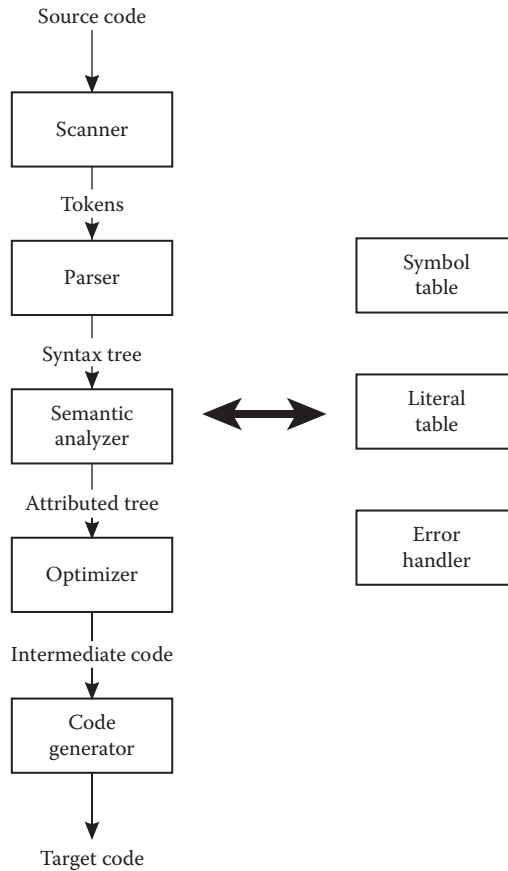 Source code
Scanner
Tokens
Parser
Syntax tree
Semantic
analyzer
Attributed tree
Optimizer
Intermediate code
Code
generator
Target code
Symbol
table
Literal
table
Error
handler